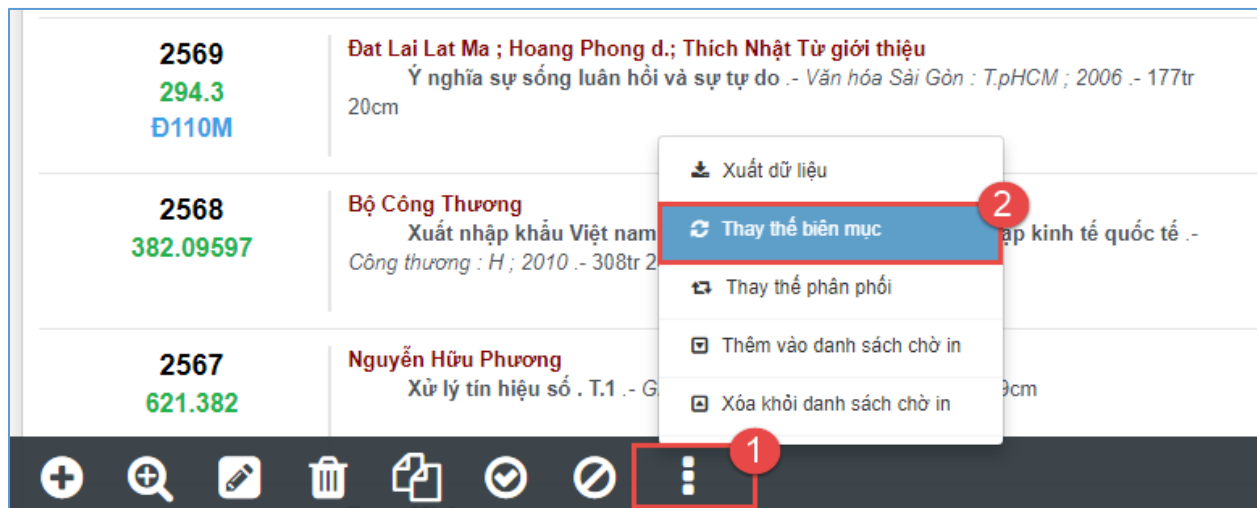 2569
294.3
Đ110M
Đat Lai Lat Ma ; Hoang Phong d.; Thích Nhật Từ giới thiệu
Ý nghĩa sự sống luân hồi và sự tự do .- Văn hóa Sài Gòn : T.pHCM ; 2006 .- 177tr
20cm
2568
382.09597
Bộ Công Thương
Xuất nhập khẩu Việt nam ập kinh tế quốc tế .-
Công thương : H ; 2010 .- 308tr 2
2567
621.382
Nguyễn Hữu Phương
Xử lý tín hiệu số . T.1 .- G 9cm
Xuất dữ liệu
Thay thế biên mục
2
Thay thế phân phối
Thêm vào danh sách chờ in
Xóa khỏi danh sách chờ in
1